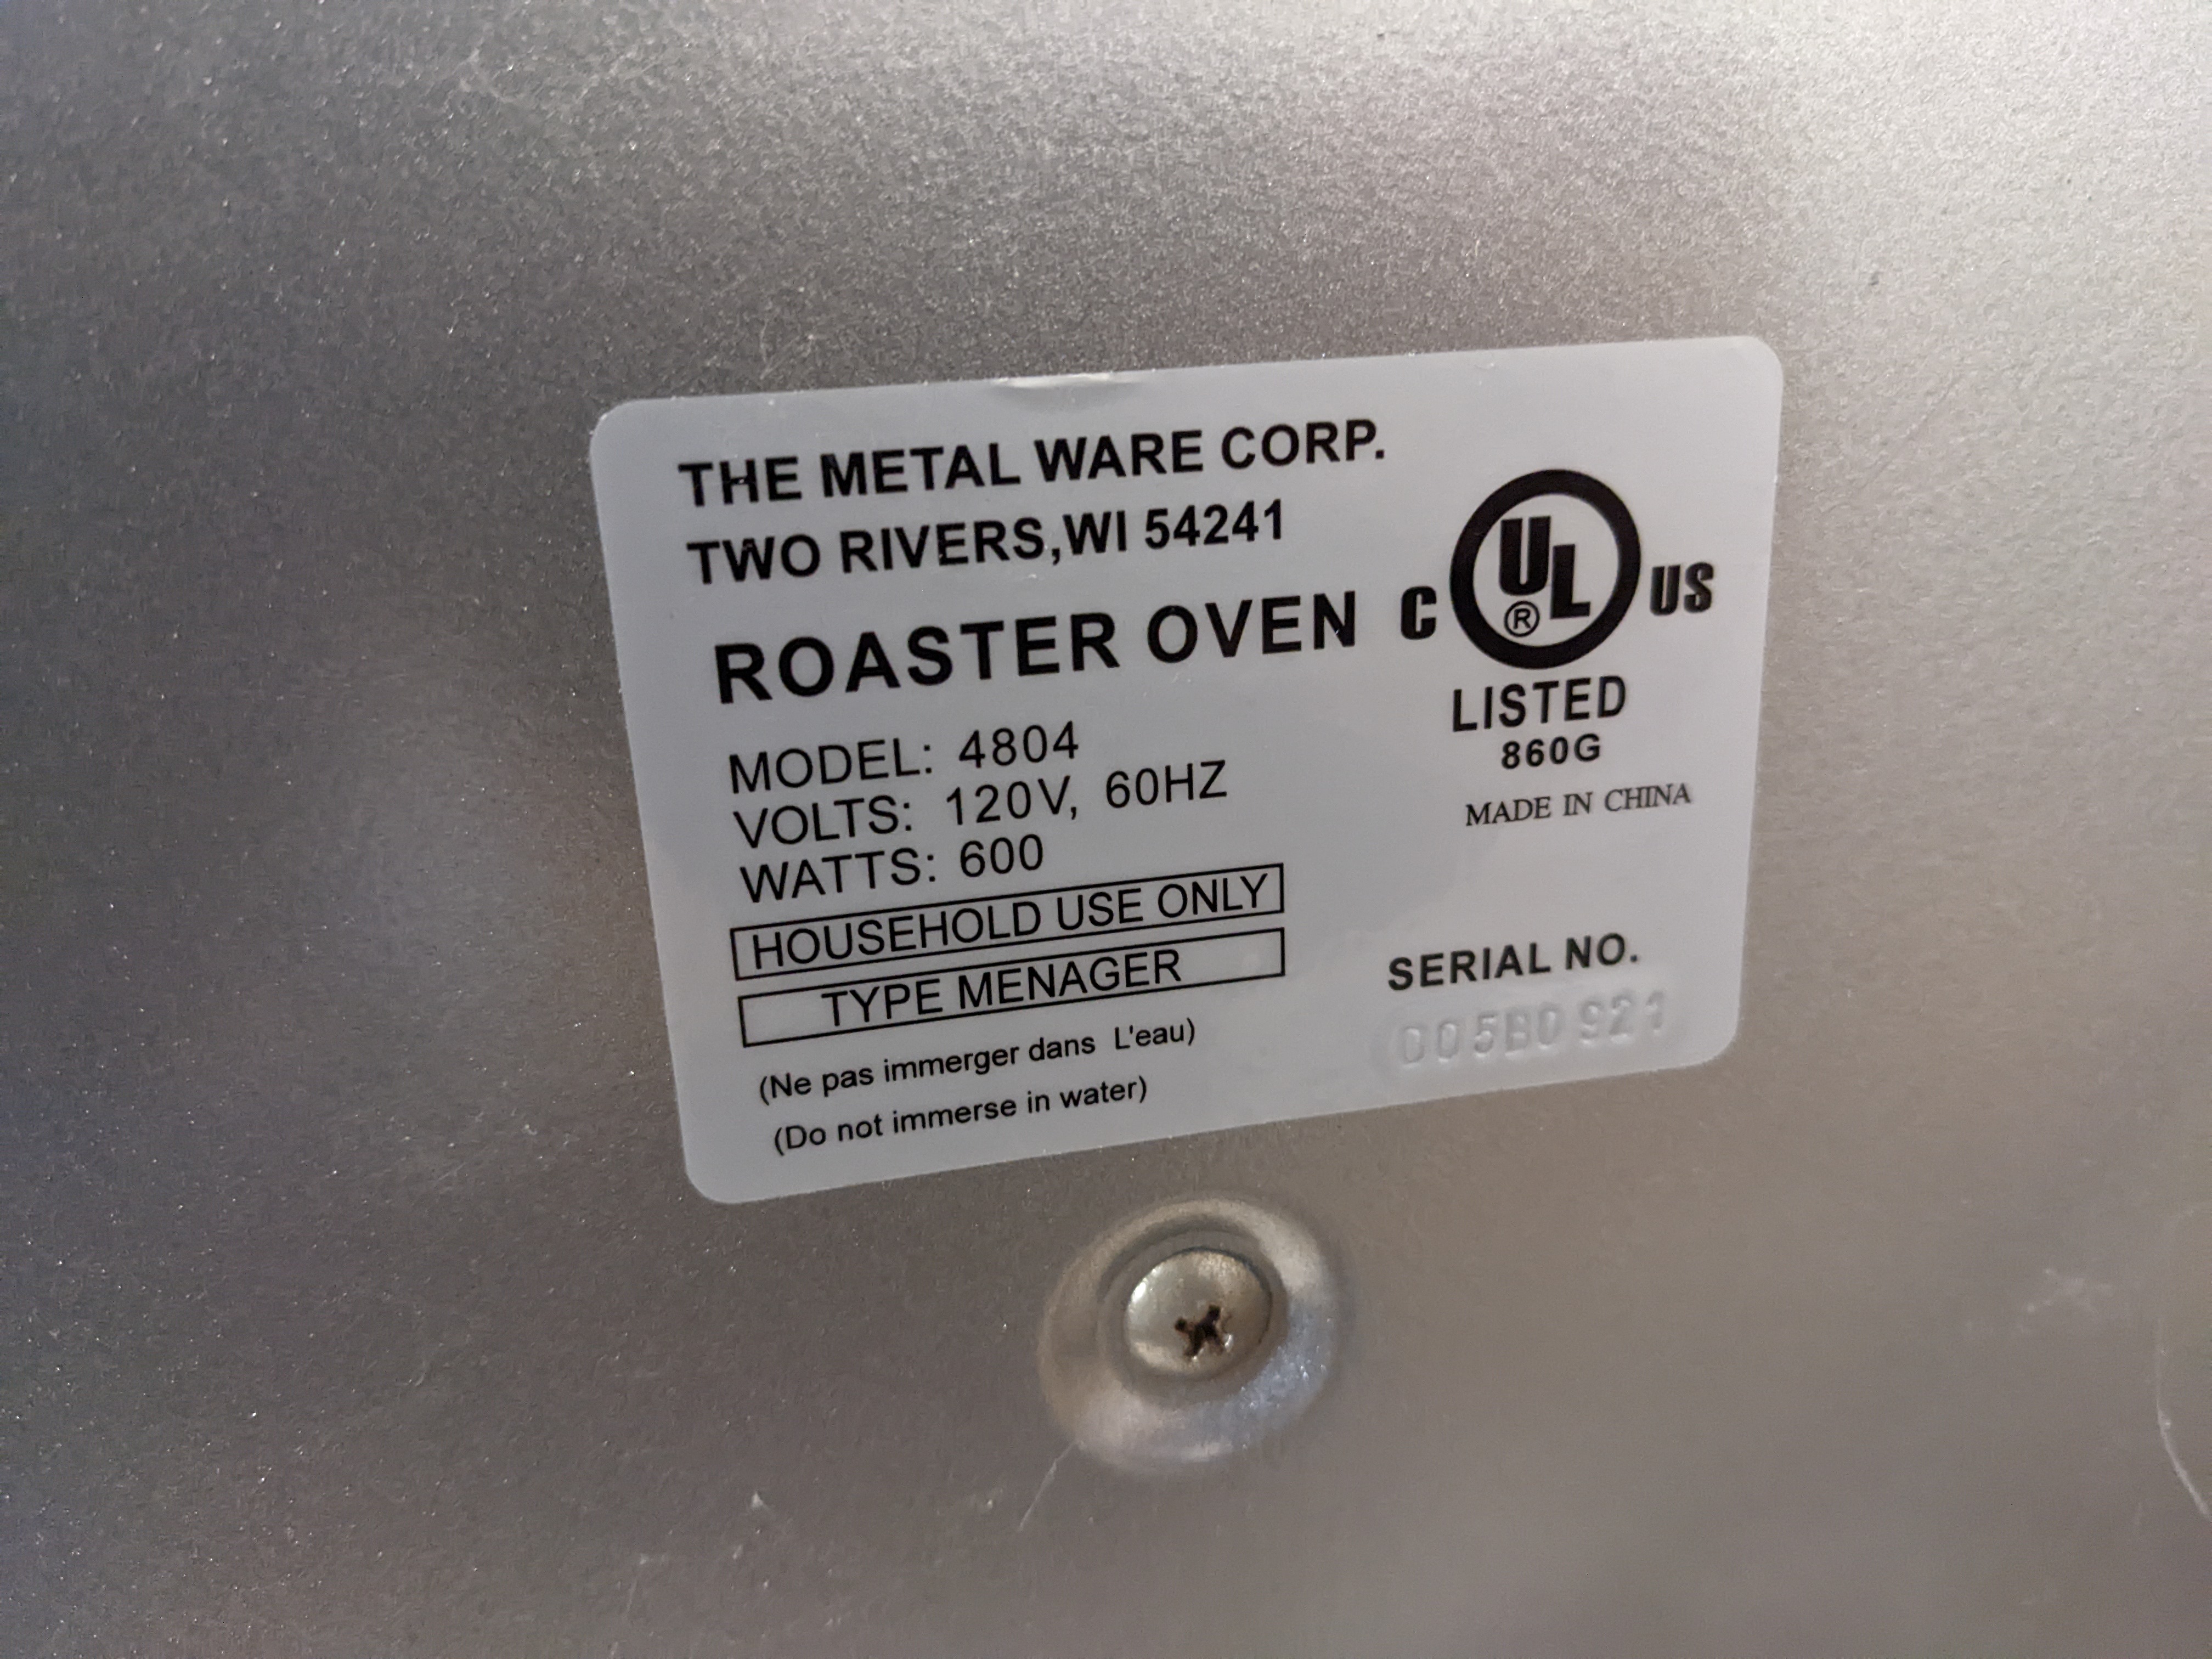 THE METAL WARE CORP.
TWO RIVERS,WI 54241
ROASTER OVEN
C UL ® US
LISTED
860G
MADE IN CHINA
MODEL: 4804
VOLTS: 120V, 60HZ
WATTS: 600
HOUSEHOLD USE ONLY
TYPE MENAGER
(Ne pas immerger dans L'eau)
(Do not immerse in water)
SERIAL NO.
005B0921